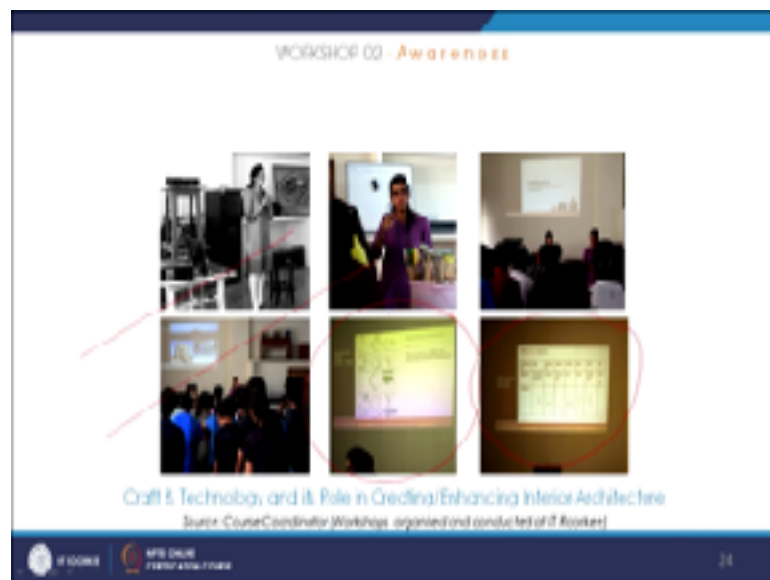 WORKSHOP 02 - Awareness
Craft & Technology and its Role in Creating/Enhancing Interior Architecture
Source: Course Coordinator (Workshops organised and conducted at IIT Roorkee)
IIT ROORKEE
NPTEL ONLINE
CERTIFICATION COURSE
24